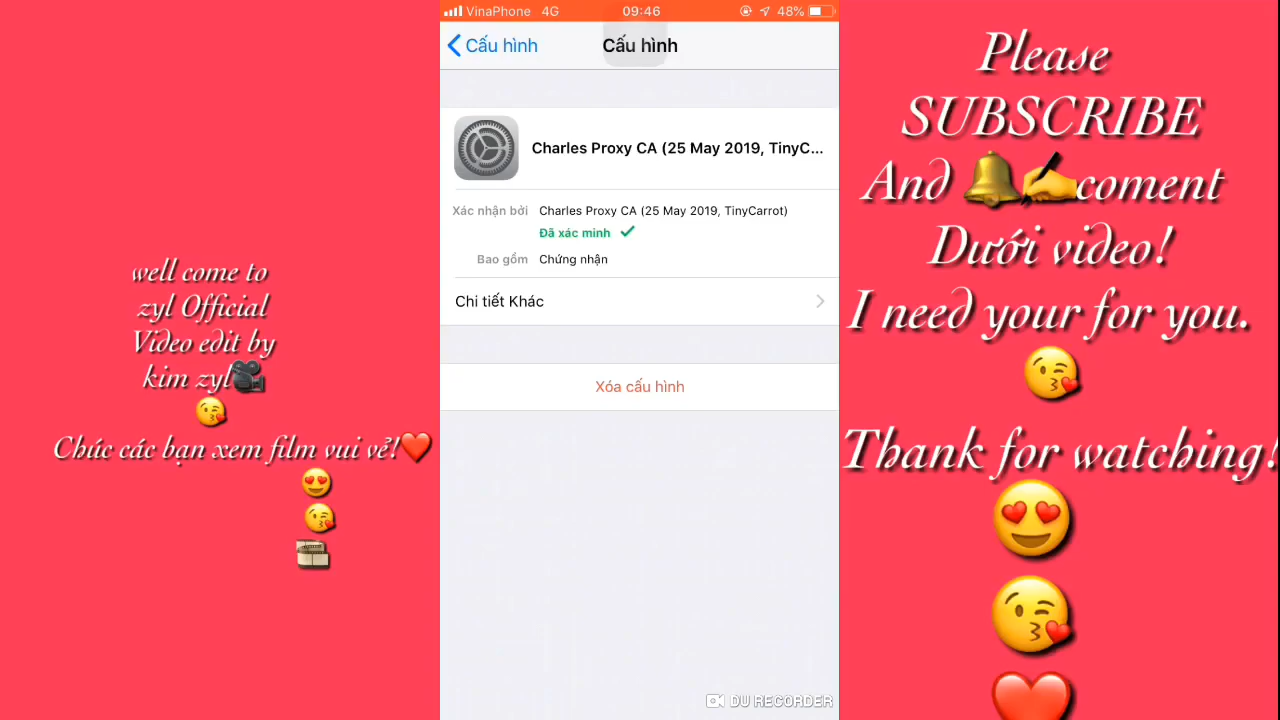 well come to
zyl Official
Video edit by
kim zyl🎥
😘
Chúc các bạn xem film vui vẻ!❤️
😍
😘
🎞️
VinaPhone 4G 09:46 48%
Cấu hình Cấu hình
Charles Proxy CA (25 May 2019, TinyC...
Xác nhận bởi Charles Proxy CA (25 May 2019, TinyCarrot)
Đã xác minh ✓
Bao gồm Chứng nhận
Chi tiết Khác
Xóa cấu hình
DU RECORDER
Please
SUBSCRIBE
And 🔔✍️coment
Dưới video!
I need your for you.
😘
Thank for watching!
😍
😘
❤️